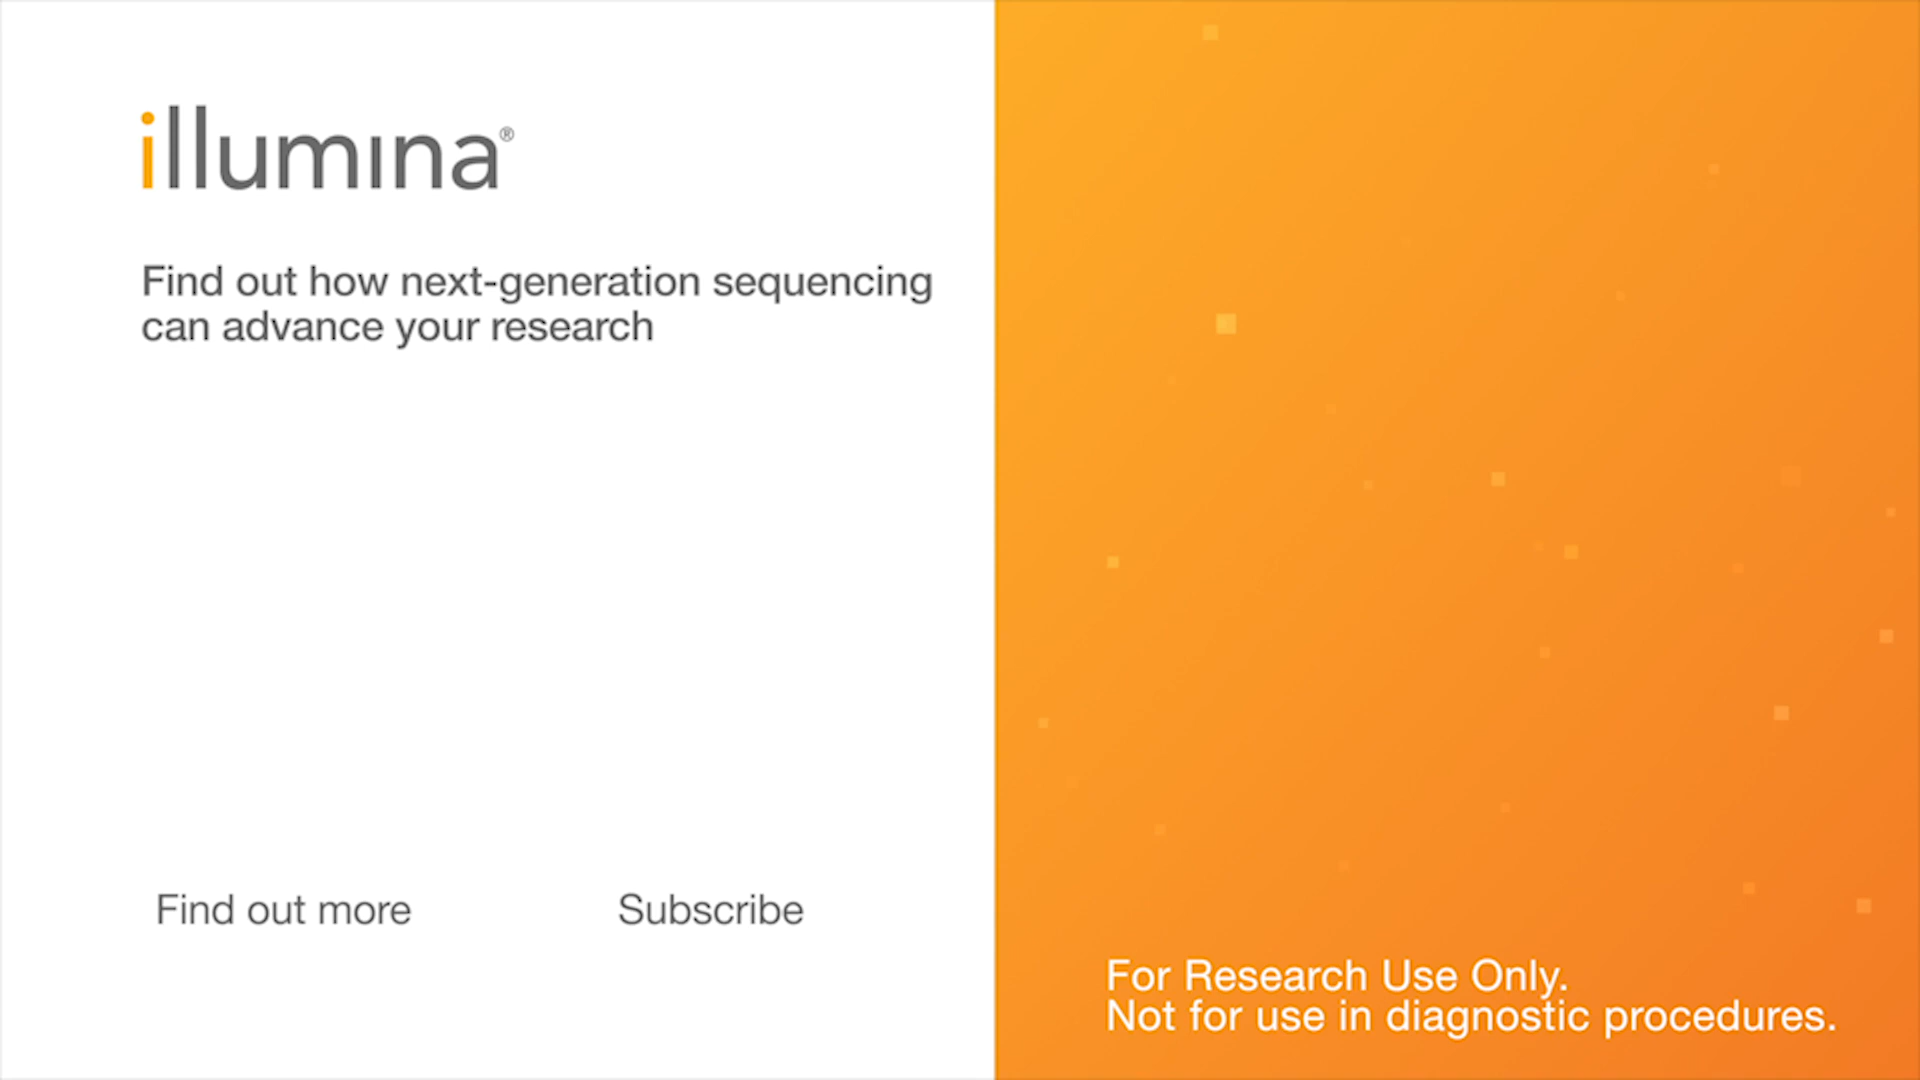 illumina®
Find out how next-generation sequencing
can advance your research
Find out more
Subscribe
For Research Use Only.
Not for use in diagnostic procedures.